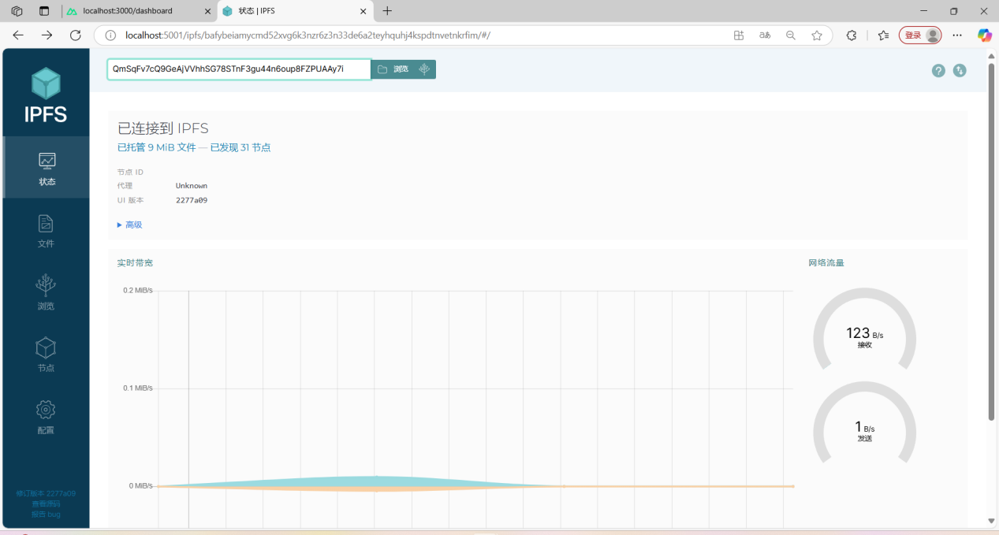 localhost:3000/dashboard
状态 | IPFS
localhost:5001/ipfs/bafybeiamycmd52xvg6k3nzr6z3n33de6a2teyhquhj4kspdtnvetnkrfim/#/
登录
QmSqFv7cQ9GeAjVVhhSG78STnF3gu44n6oup8FZPUAAy7i
浏览
IPFS
状态
文件
浏览
节点
配置
修订版本 2277a09
查看源码
报告 bug
已连接到 IPFS
已托管 9 MiB 文件 — 已发现 31 节点
节点 ID
代理 Unknown
UI 版本 2277a09
高级
实时带宽
0.2 MiB/s
0.1 MiB/s
0 MiB/s
网络流量
123 B/s
接收
1 B/s
发送